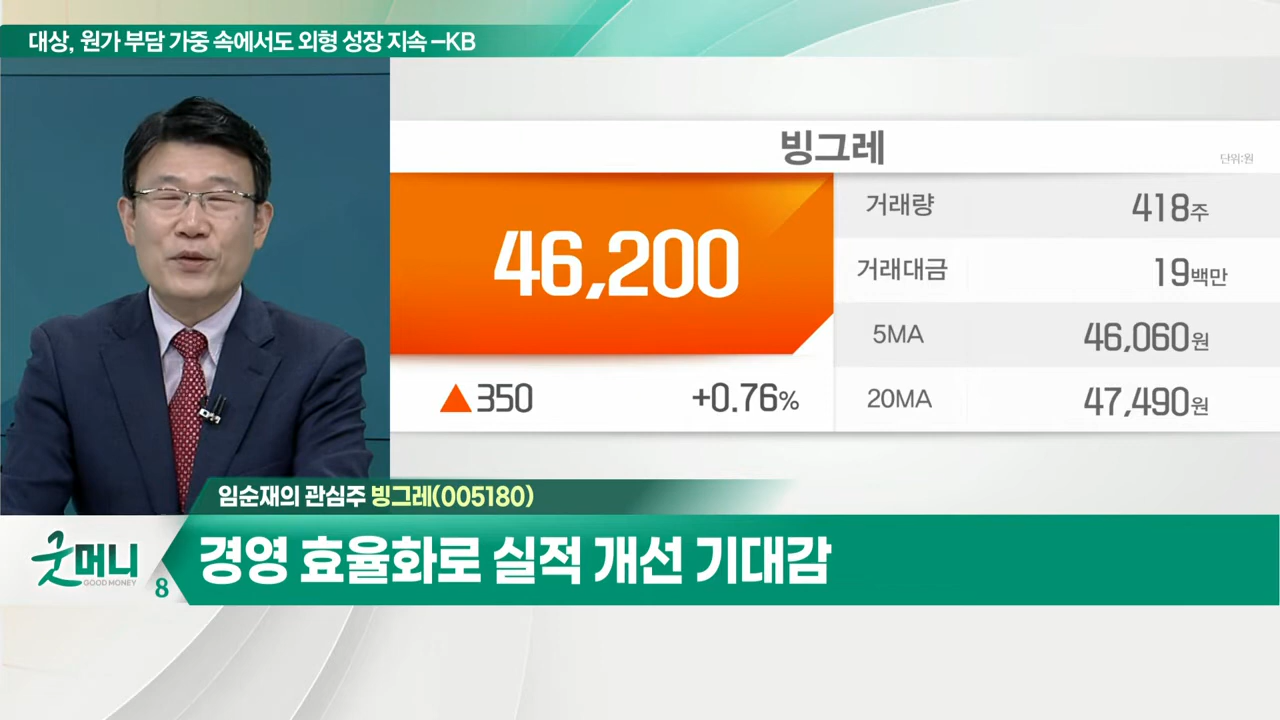 대상, 원가 부담 가중 속에서도 외형 성장 지속 -KB
빙그레
단위:원
46,200
▲350 +0.76%
거래량 418주
거래대금 19백만
5MA 46,060원
20MA 47,490원
임순재의 관심주 빙그레(005180)
굿머니
GOOD MONEY
8
경영 효율화로 실적 개선 기대감